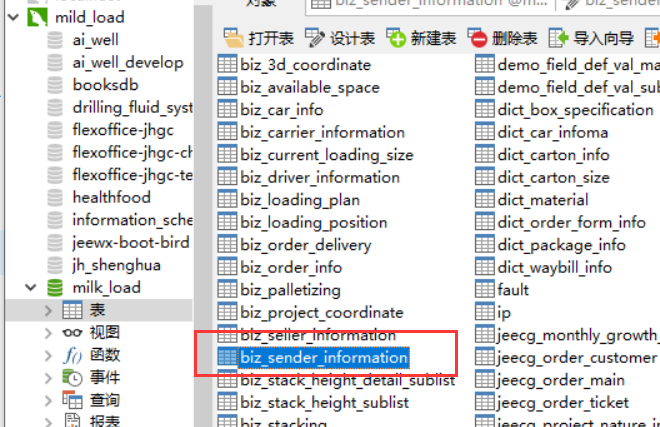 对象
biz_sender_information @m...
biz_sender
mild_load
ai_well
ai_well_develop
booksdb
drilling_fluid_syst
flexoffice-jhgc
flexoffice-jhgc-ch
flexoffice-jhgc-te
healthfood
information_sche
jeewx-boot-bird
jh_shenghua
milk_load
表
视图
函数
事件
查询
报表
打开表
设计表
新建表
删除表
导入向导
biz_3d_coordinate
biz_available_space
biz_car_info
biz_carrier_information
biz_current_loading_size
biz_driver_information
biz_loading_plan
biz_loading_position
biz_order_delivery
biz_order_info
biz_palletizing
biz_project_coordinate
biz_seller_information
biz_sender_information
biz_stack_height_detail_sublist
biz_stack_height_sublist
biz_stacking
demo_field_def_val_ma
demo_field_def_val_sub
dict_box_specification
dict_car_infoma
dict_carton_info
dict_carton_size
dict_material
dict_order_form_info
dict_package_info
dict_waybill_info
fault
ip
jeecg_monthly_growth_
jeecg_order_customer
jeecg_order_main
jeecg_order_ticket
jeecg_project_nature_in